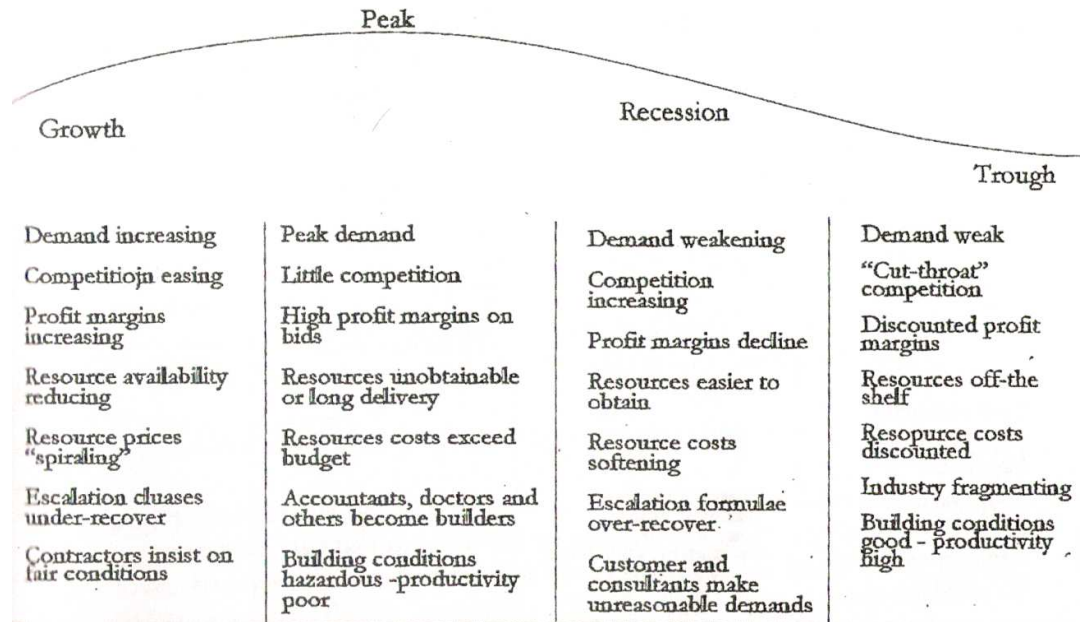 Peak
Growth
Recession
Trough
Demand increasing
Competitiojn easing
Profit margins
increasing
Resource availability
reducing
Resource prices
“spiraling”
Escalation cluases
under-recover
Contractors insist on
fair conditions
Peak demand
Little competition
High profit margins on
bids
Resources unobtainable
or long delivery
Resources costs exceed
budget
Accountants, doctors and
others become builders
Building conditions
hazardous -productivity
poor
Demand weakening
Competition
increasing
Profit margins decline
Resources easier to
obtain
Resource costs
softening
Escalation formulae
over-recover
Customer and
consultants make
unreasonable demands
Demand weak
“Cut-throat”
competition
Discounted profit
margins
Resources off-the
shelf
Resopurce costs
discounted
Industry fragmenting
Building conditions
good - productivity
high